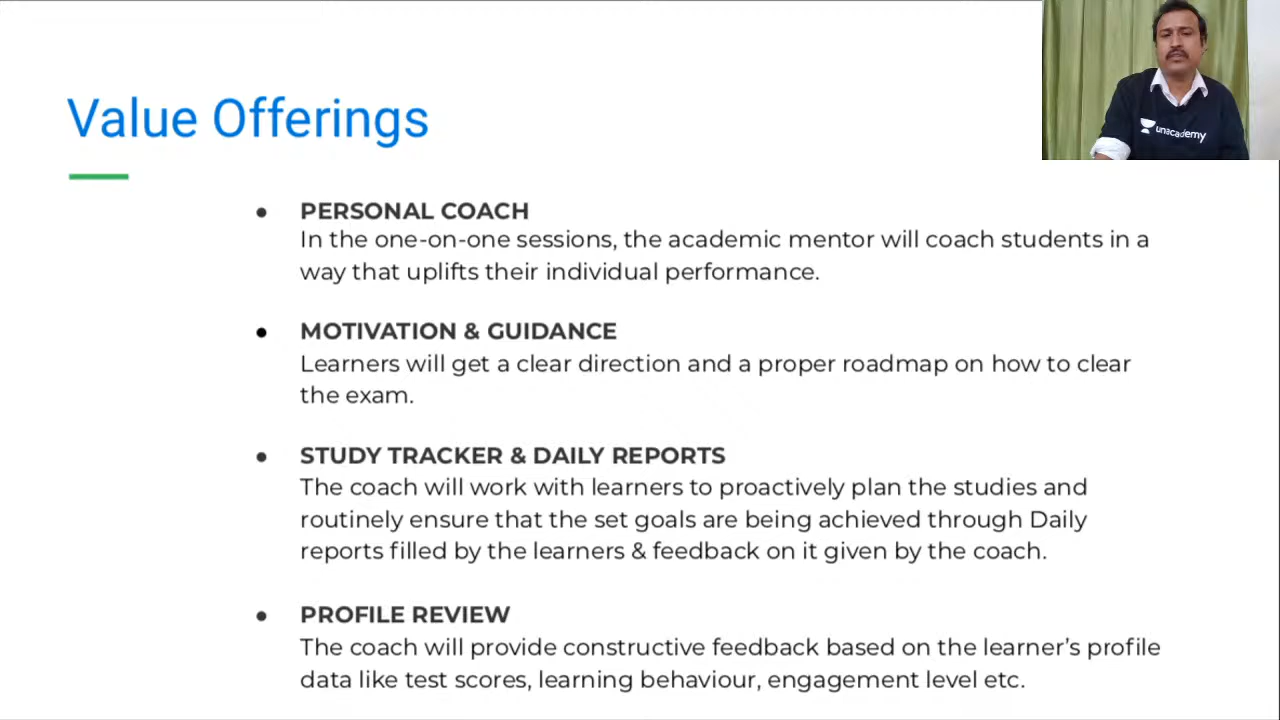 Value Offerings
unacademy
● PERSONAL COACH
In the one-on-one sessions, the academic mentor will coach students in a
way that uplifts their individual performance.
● MOTIVATION & GUIDANCE
Learners will get a clear direction and a proper roadmap on how to clear
the exam.
● STUDY TRACKER & DAILY REPORTS
The coach will work with learners to proactively plan the studies and
routinely ensure that the set goals are being achieved through Daily
reports filled by the learners & feedback on it given by the coach.
● PROFILE REVIEW
The coach will provide constructive feedback based on the learner’s profile
data like test scores, learning behaviour, engagement level etc.